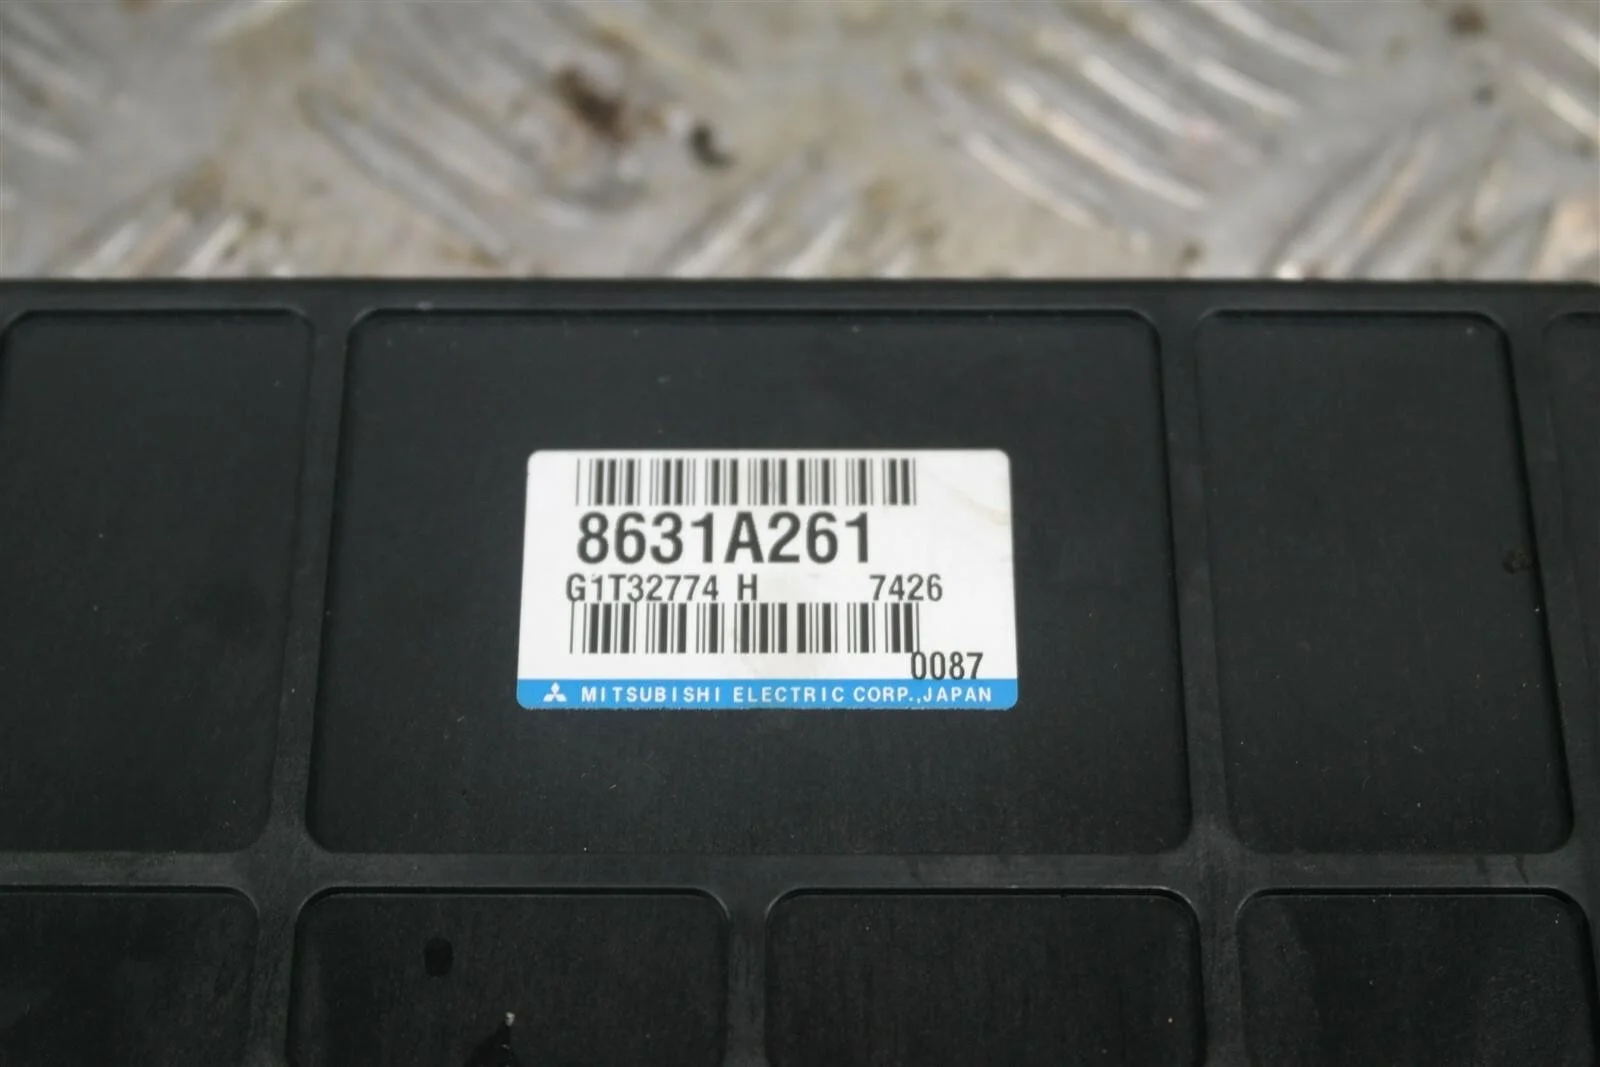 8631A261
G1T32774 H 7426
0087
MITSUBISHI ELECTRIC CORP.,JAPAN